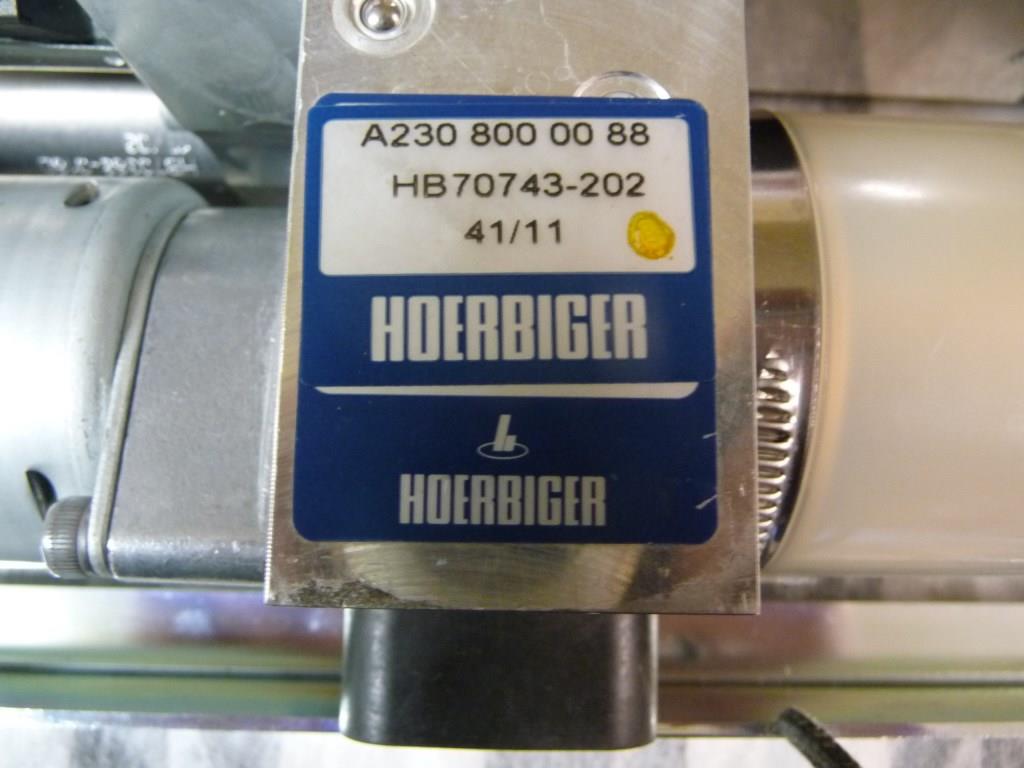 A230 800 00 88
HB70743-202
41/11
HOERBIGER
HOERBIGER